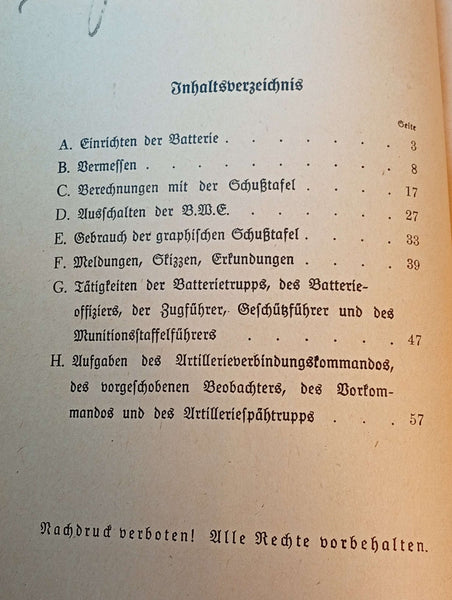 Inhaltsverzeichnis
Seite
A. Einrichten der Batterie . . . . . . . 3
B. Vermessen . . . . . . . . . . 8
C. Berechnungen mit der Schußtafel . . . . 17
D. Ausschalten der B.W.E. . . . . . . 27
E. Gebrauch der graphischen Schußtafel . . . . 33
F. Meldungen, Skizzen, Erkundungen . . . . 39
G. Tätigkeiten der Batterietrupps, des Batterie-
offiziers, der Zugführer, Geschützführer und des
Munitionsstaffelführers . . . . . . 47
H. Aufgaben des Artillerieverbindungskommandos,
des vorgeschobenen Beobachters, des Vorkom-
mandos und des Artilleriespähtrupps . . . 57
Nachdruck verboten! Alle Rechte vorbehalten.